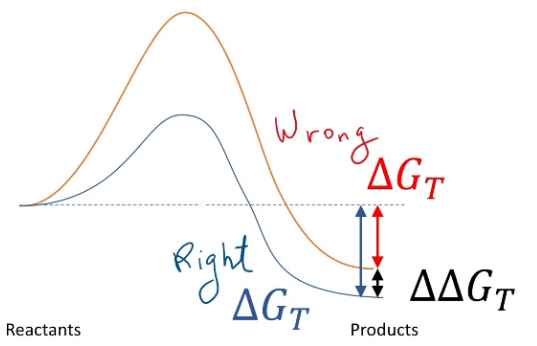 Wrong
ΔG_T
Right
ΔG_T
ΔΔG_T
Reactants
Products